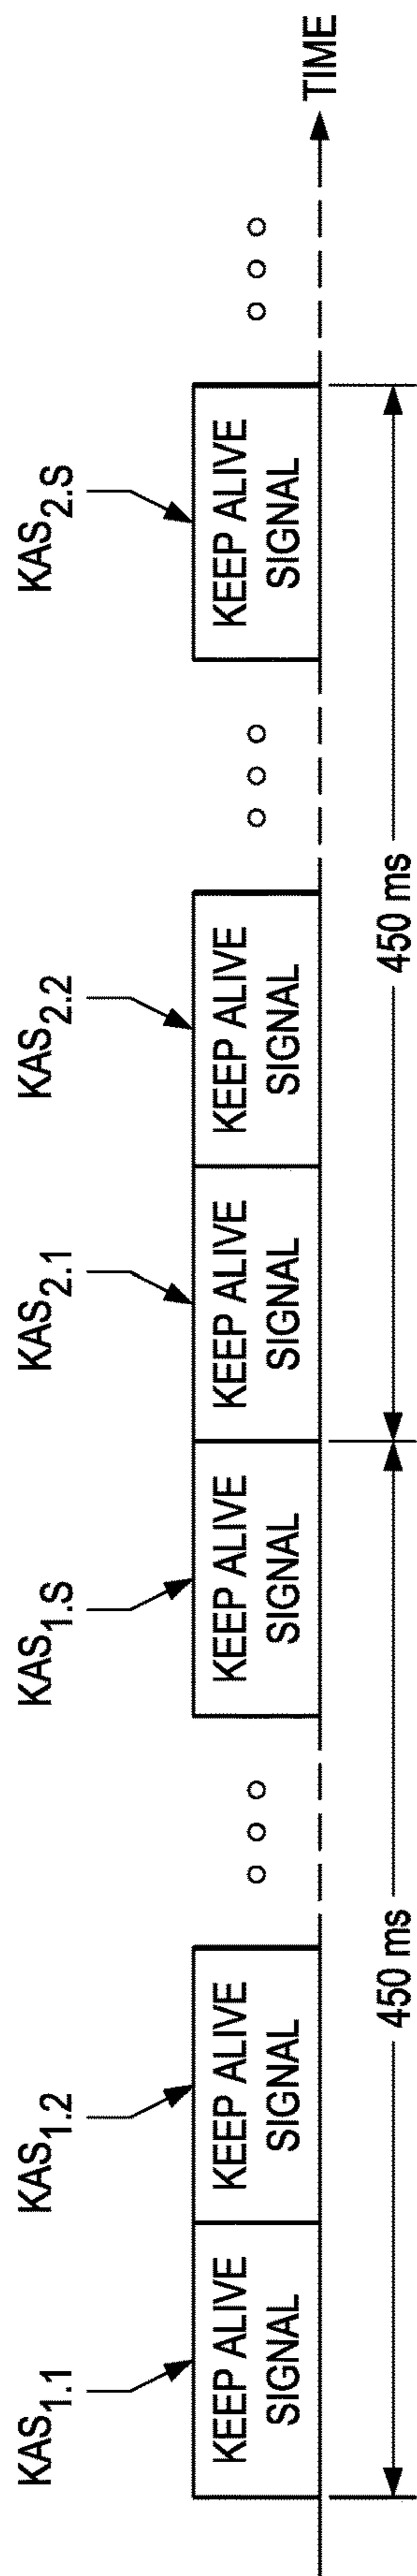 KAS1.1
KAS1.2
KAS1.S
KAS2.1
KAS2.2
KAS2.S
KEEP ALIVE
SIGNAL
KEEP ALIVE
SIGNAL
KEEP ALIVE
SIGNAL
KEEP ALIVE
SIGNAL
KEEP ALIVE
SIGNAL
KEEP ALIVE
SIGNAL
TIME
450 ms
450 ms